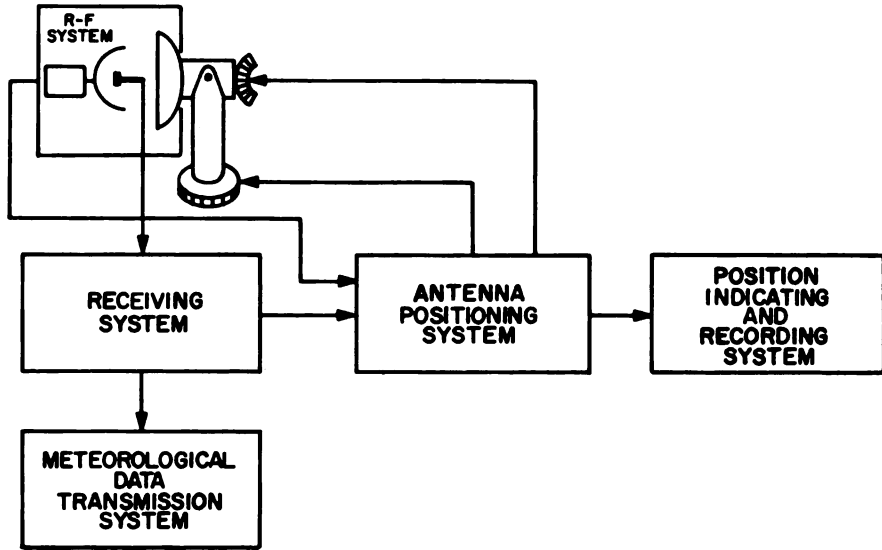 R-F
SYSTEM
RECEIVING
SYSTEM
ANTENNA
POSITIONING
SYSTEM
POSITION
INDICATING
AND
RECORDING
SYSTEM
METEOROLOGICAL
DATA
TRANSMISSION
SYSTEM